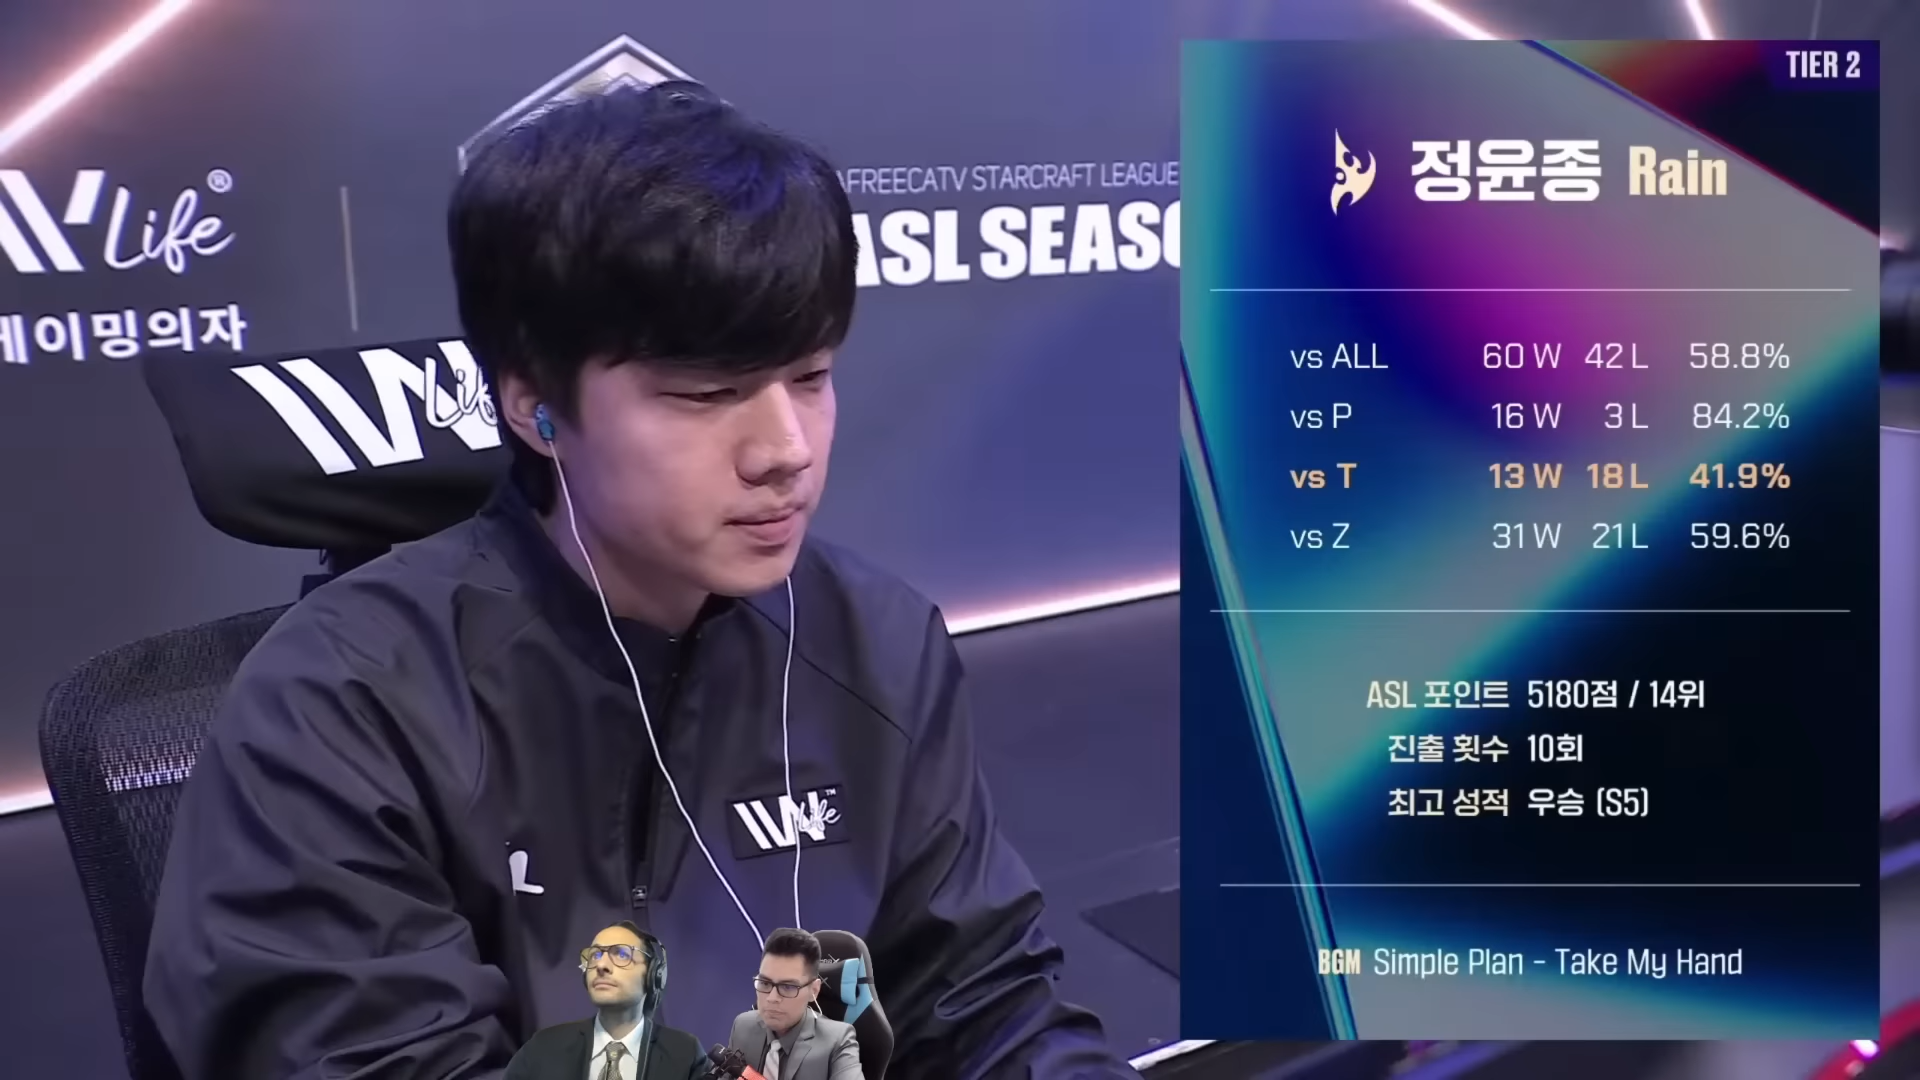 TIER 2
정윤종 Rain
vs ALL 60 W 42 L 58.8%
vs P 16 W 3 L 84.2%
vs T 13 W 18 L 41.9%
vs Z 31 W 21 L 59.6%
ASL 포인트 5180점 / 14위
진출 횟수 10회
최고 성적 우승 (S5)
BGM Simple Plan - Take My Hand
AFREECATV STARCRAFT LEAGUE
ASL SEASO
Life®
게이밍의자
Life
Life™